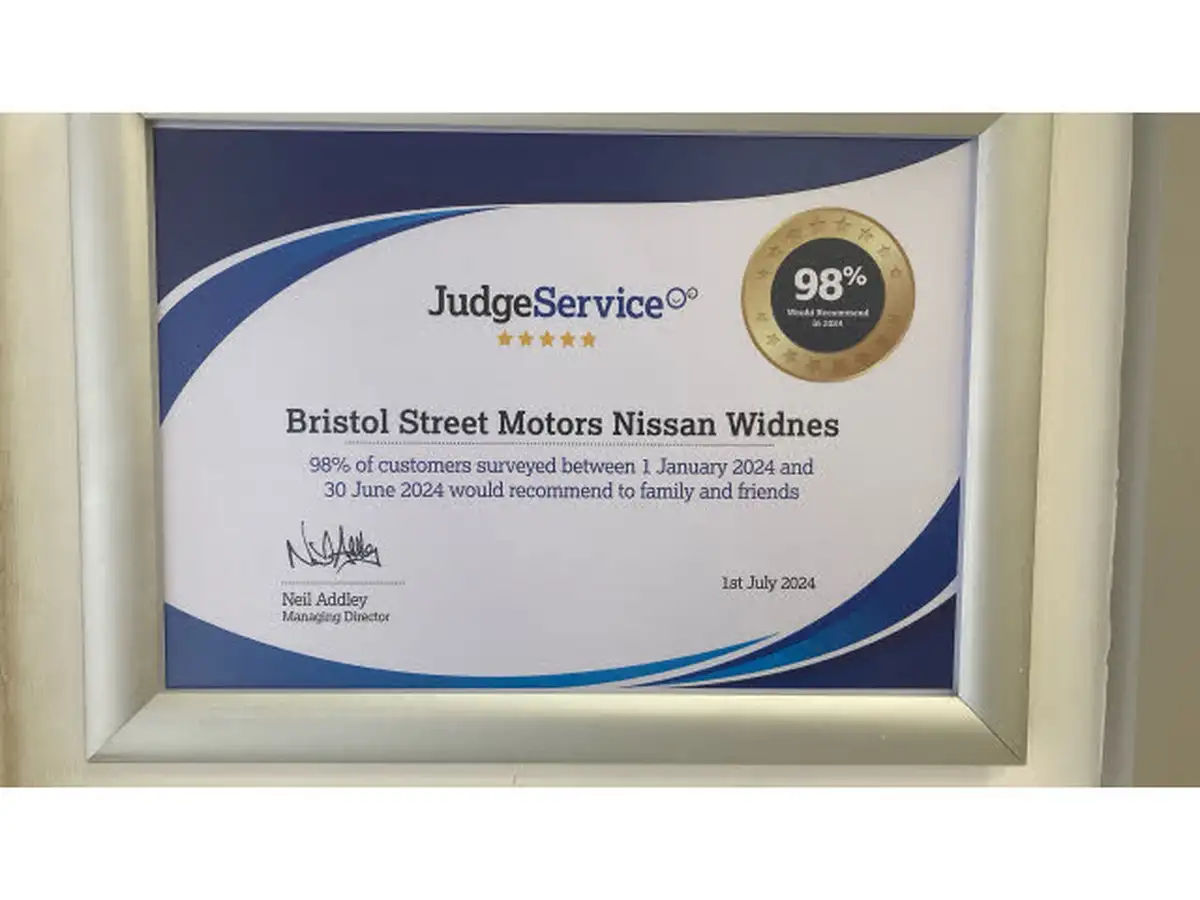 JudgeService
98%
Would Recommend
in 2024
Bristol Street Motors Nissan Widnes
98% of customers surveyed between 1 January 2024 and
30 June 2024 would recommend to family and friends
Neil Addley
Managing Director
1st July 2024